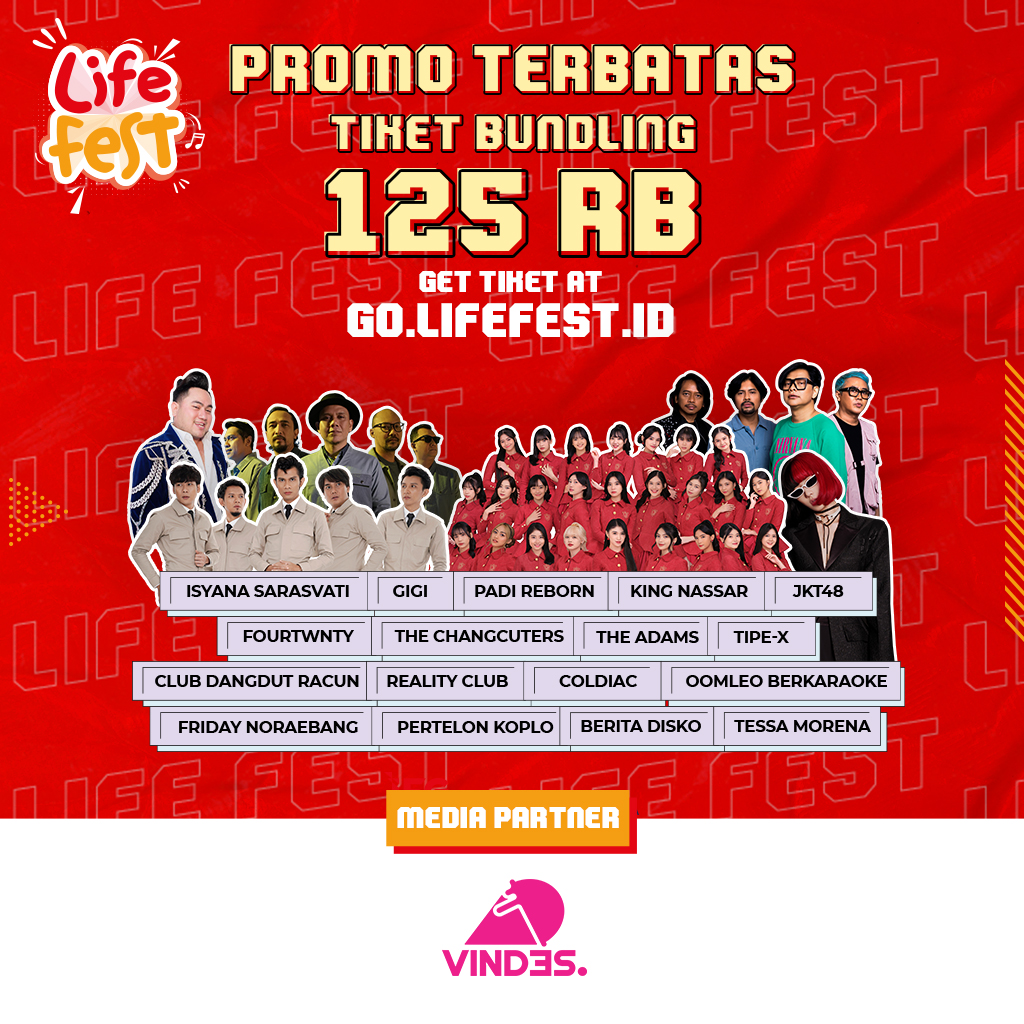 Life
fest
PROMO TERBATAS
TIKET BUNDLING
125 RB
GET TIKET AT
GO.LIFEFEST.ID
LIFE FEST
ISYANA SARASVATI
GIGI
PADI REBORN
KING NASSAR
JKT48
FOURTWNTY
THE CHANGCUTERS
THE ADAMS
TIPE-X
CLUB DANGDUT RACUN
REALITY CLUB
COLDIAC
OOMLEO BERKARAOKE
FRIDAY NORAEBANG
PERTELON KOPLO
BERITA DISKO
TESSA MORENA
MEDIA PARTNER
VINDES.